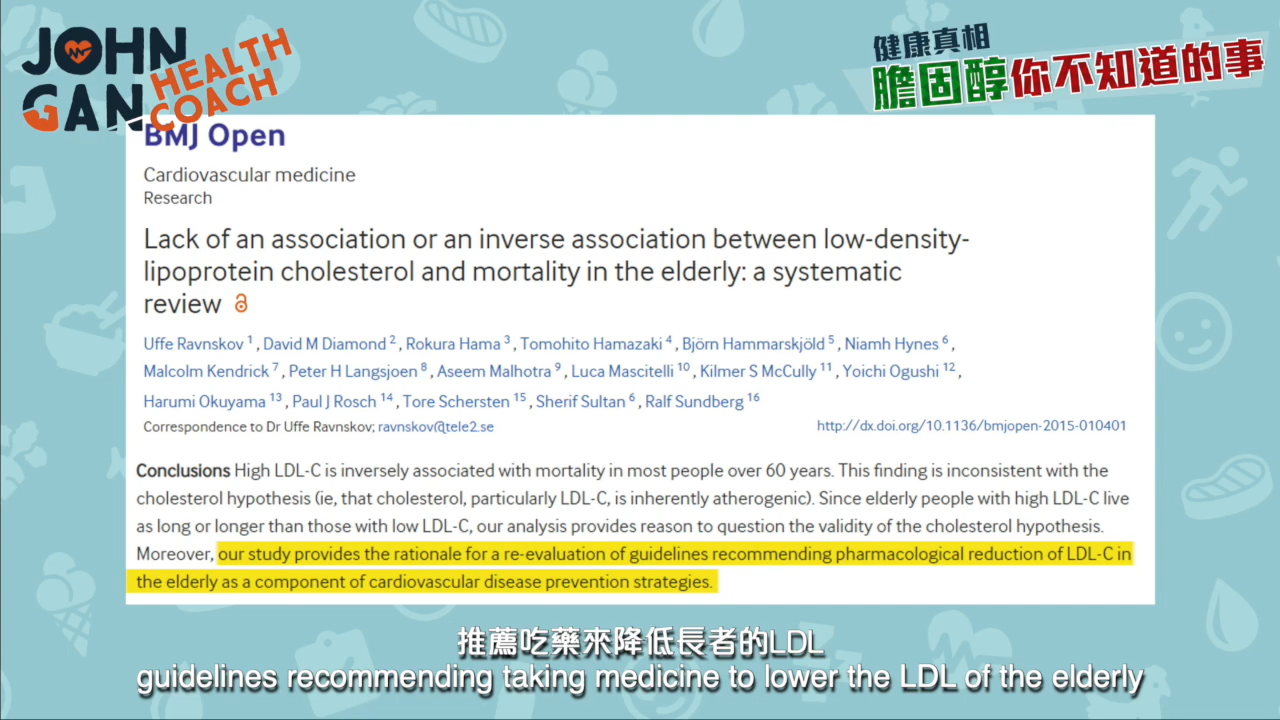 JOHN
GAN
HEALTH
COACH
健康真相
膽固醇你不知道的事
BMJ Open
Cardiovascular medicine
Research
Lack of an association or an inverse association between low-density-
lipoprotein cholesterol and mortality in the elderly: a systematic
review
Uffe Ravnskov 1, David M Diamond 2, Rokura Hama 3, Tomohito Hamazaki 4, Björn Hammarskjöld 5, Niamh Hynes 6,
Malcolm Kendrick 7, Peter H Langsjoen 8, Aseem Malhotra 9, Luca Mascitelli 10, Kilmer S McCully 11, Yoichi Ogushi 12,
Harumi Okuyama 13, Paul J Rosch 14, Tore Schersten 15, Sherif Sultan 6, Ralf Sundberg 16
Correspondence to Dr Uffe Ravnskov; ravnskov@tele2.se
http://dx.doi.org/10.1136/bmjopen-2015-010401
Conclusions High LDL-C is inversely associated with mortality in most people over 60 years. This finding is inconsistent with the
cholesterol hypothesis (ie, that cholesterol, particularly LDL-C, is inherently atherogenic). Since elderly people with high LDL-C live
as long or longer than those with low LDL-C, our analysis provides reason to question the validity of the cholesterol hypothesis.
Moreover, our study provides the rationale for a re-evaluation of guidelines recommending pharmacological reduction of LDL-C in
the elderly as a component of cardiovascular disease prevention strategies.
推薦吃藥來降低長者的LDL
guidelines recommending taking medicine to lower the LDL of the elderly